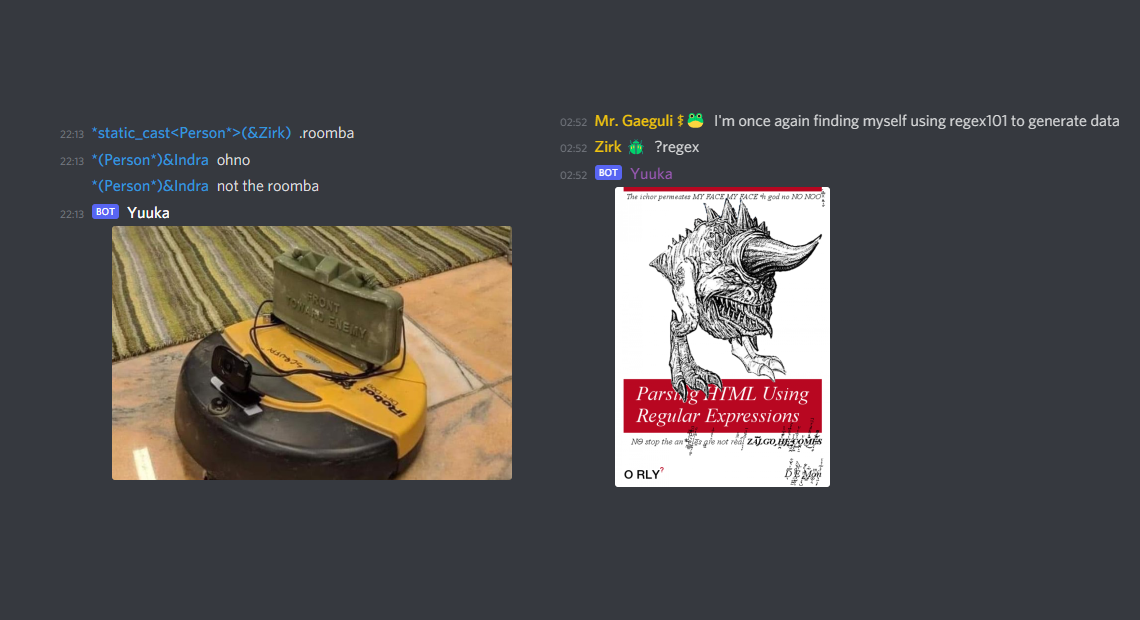 22:13 *static_cast<Person*>(&Zirk) .roomba
22:13 *(Person*)&Indra ohno
*(Person*)&Indra not the roomba
22:13 BOT Yuuka
FRONT
TOWARD ENEMY
iRobot
02:52 Mr. Gaeguli ⚕🐸 I'm once again finding myself using regex101 to generate data
02:52 Zirk 🪲 ?regex
02:52 BOT Yuuka
The ichor permeates MY FACE MY FACE ᵒh god no NO NOO
Parsing HTML Using
Regular Expressions
NΘ stop the an gles are not real ZALGO HE COMES
O RLY?